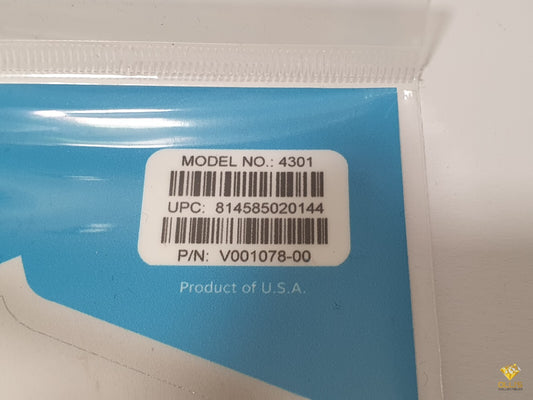 MODEL NO.: 4301
UPC: 814585020144
P/N: V001078-00
Product of U.S.A.